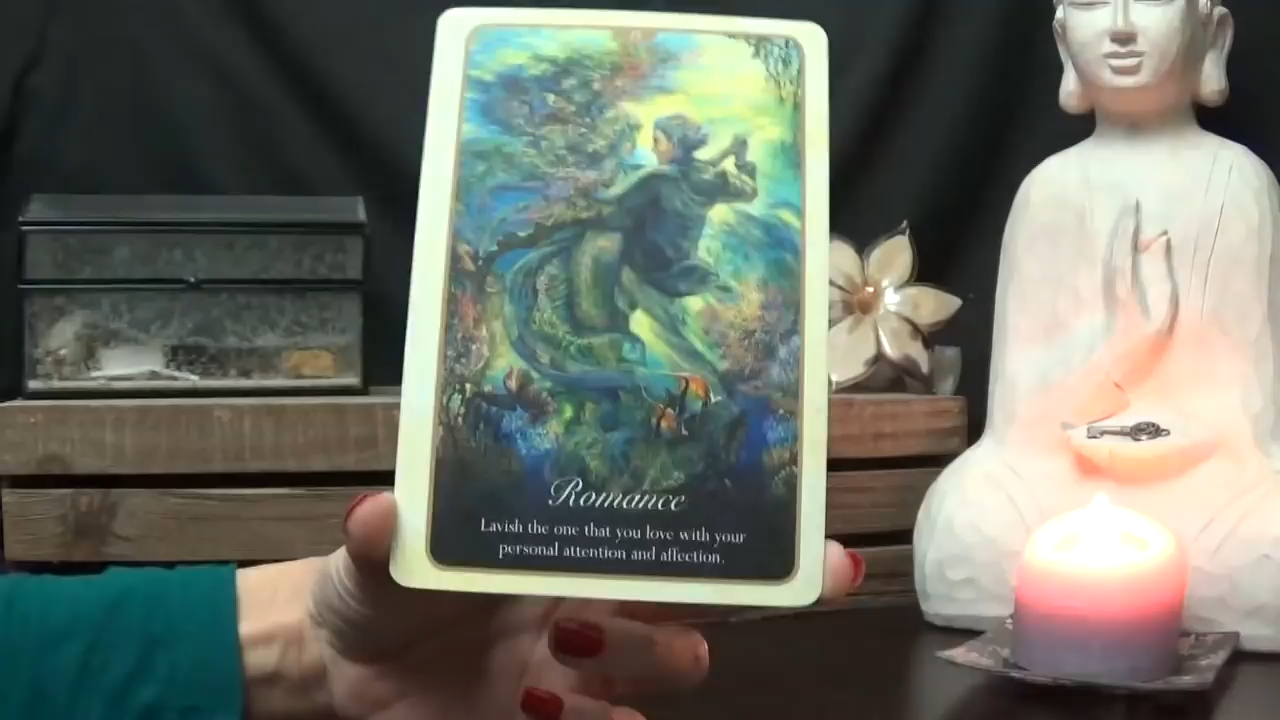 Romance
Lavish the one that you love with your
personal attention and affection.